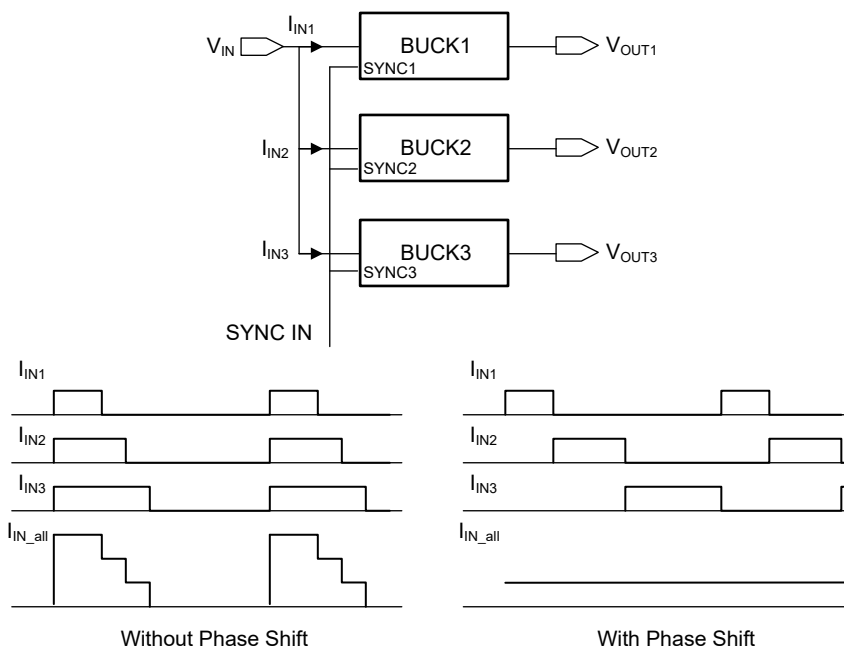 I_IN1
V_IN BUCK1 V_OUT1
SYNC1
I_IN2 BUCK2 V_OUT2
SYNC2
I_IN3 BUCK3 V_OUT3
SYNC3
SYNC IN
I_IN1
I_IN2
I_IN3
I_IN_all
Without Phase Shift
I_IN1
I_IN2
I_IN3
I_IN_all
With Phase Shift